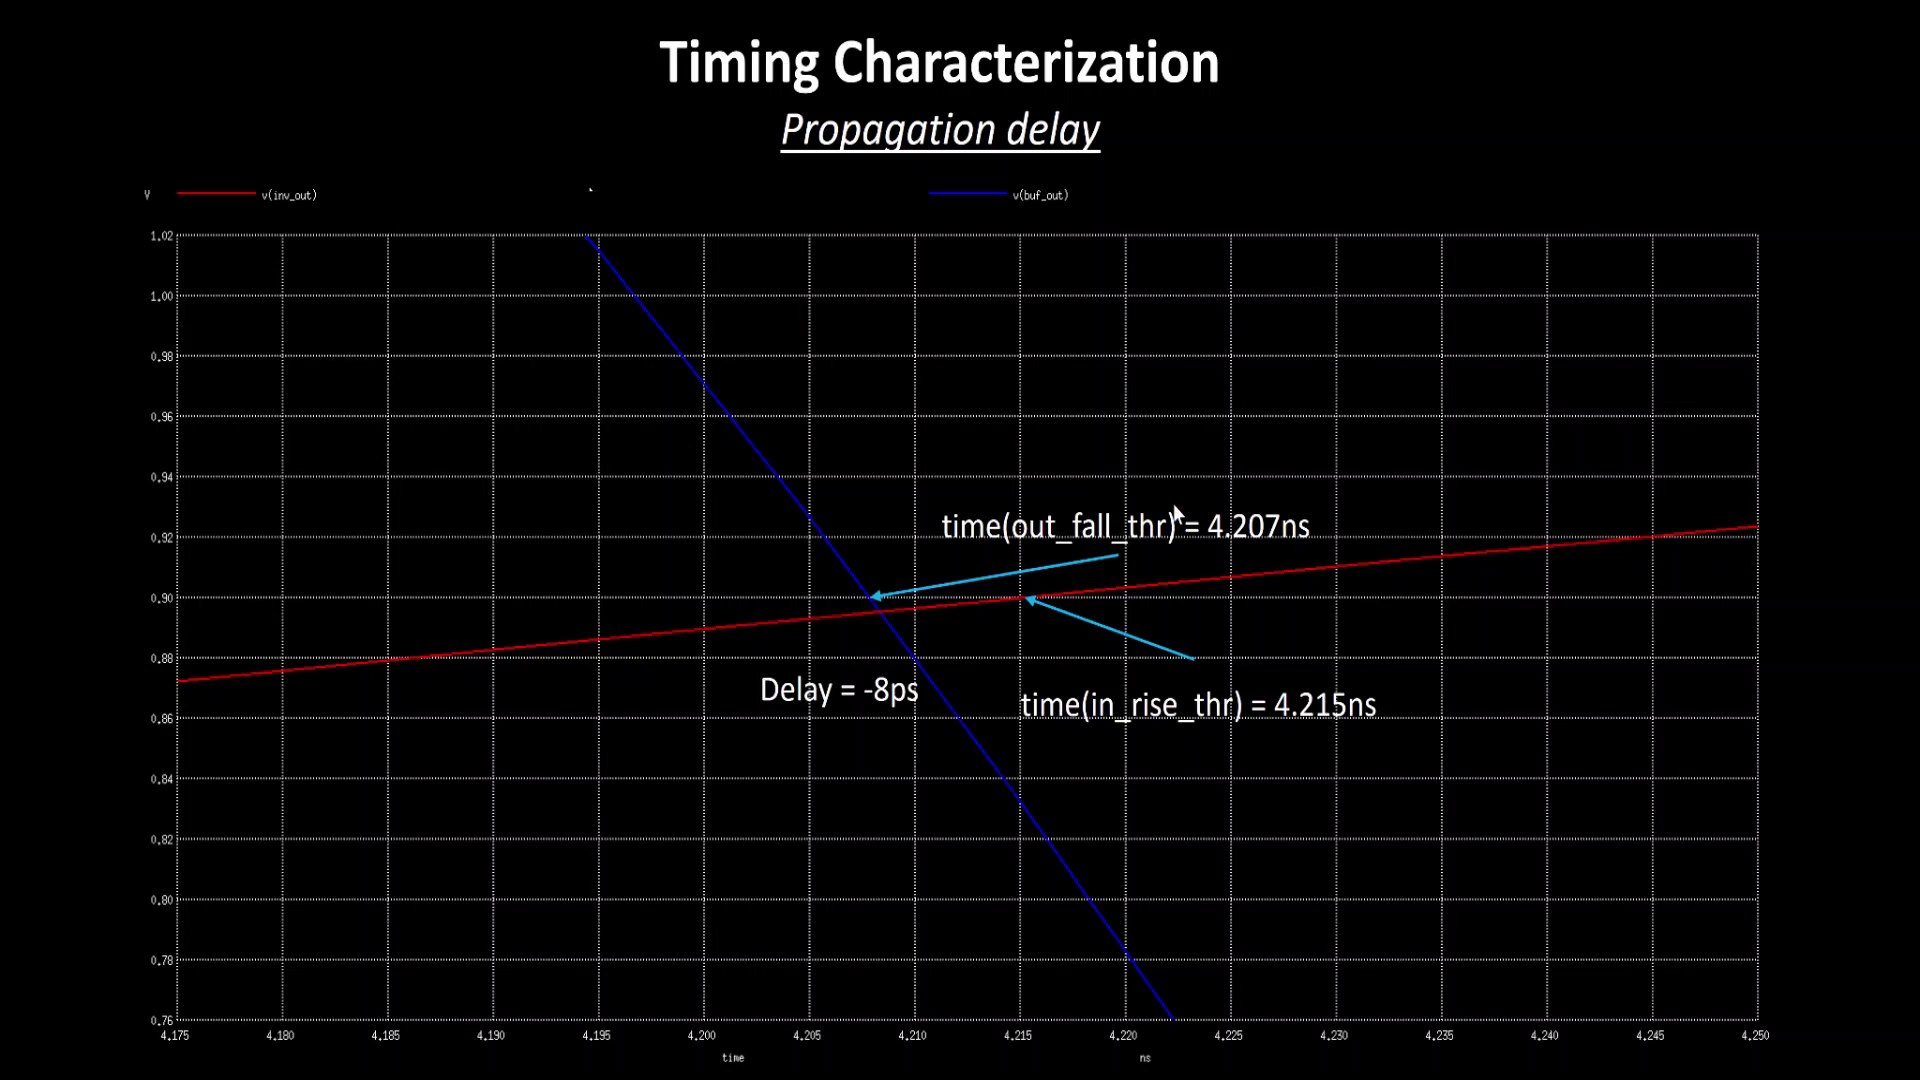 Timing Characterization
Propagation delay
V v(inv_out) v(buf_out)
1.02
1.00
0.98
0.96
0.94
time(out_fall_thr) = 4.207ns
0.92
0.90
0.88
Delay = -8ps
time(in_rise_thr) = 4.215ns
0.86
0.84
0.82
0.80
0.78
0.76
4.175 4.180 4.185 4.190 4.195 4.200 4.205 4.210 4.215 4.220 4.225 4.230 4.235 4.240 4.245 4.250
time ns